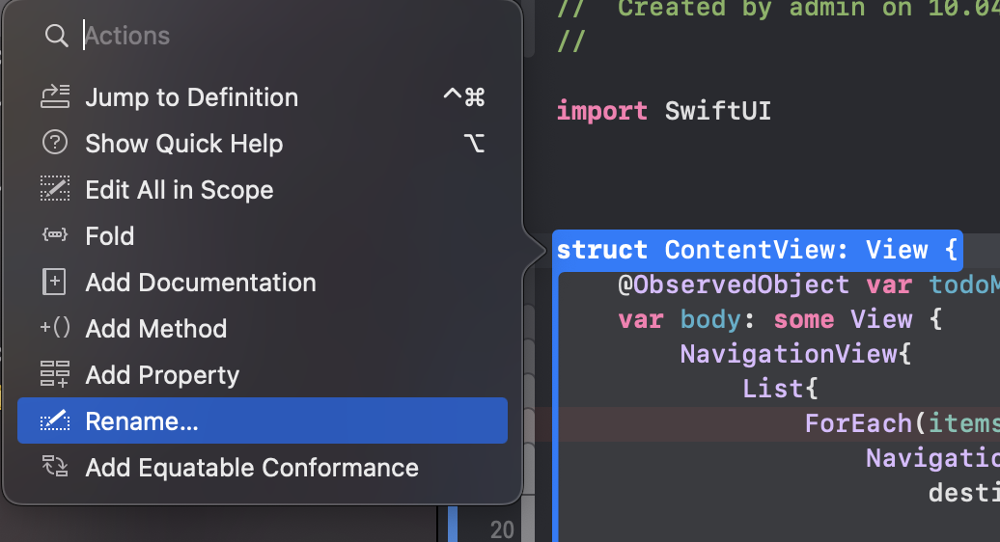 Actions
Jump to Definition ^⌘
Show Quick Help ⌥
Edit All in Scope
Fold
Add Documentation
Add Method
Add Property
Rename...
Add Equatable Conformance
// Created by admin on 10.04
//
import SwiftUI
struct ContentView: View {
@ObservedObject var todoM
var body: some View {
NavigationView{
List{
ForEach(items
Navigatio
desti
20